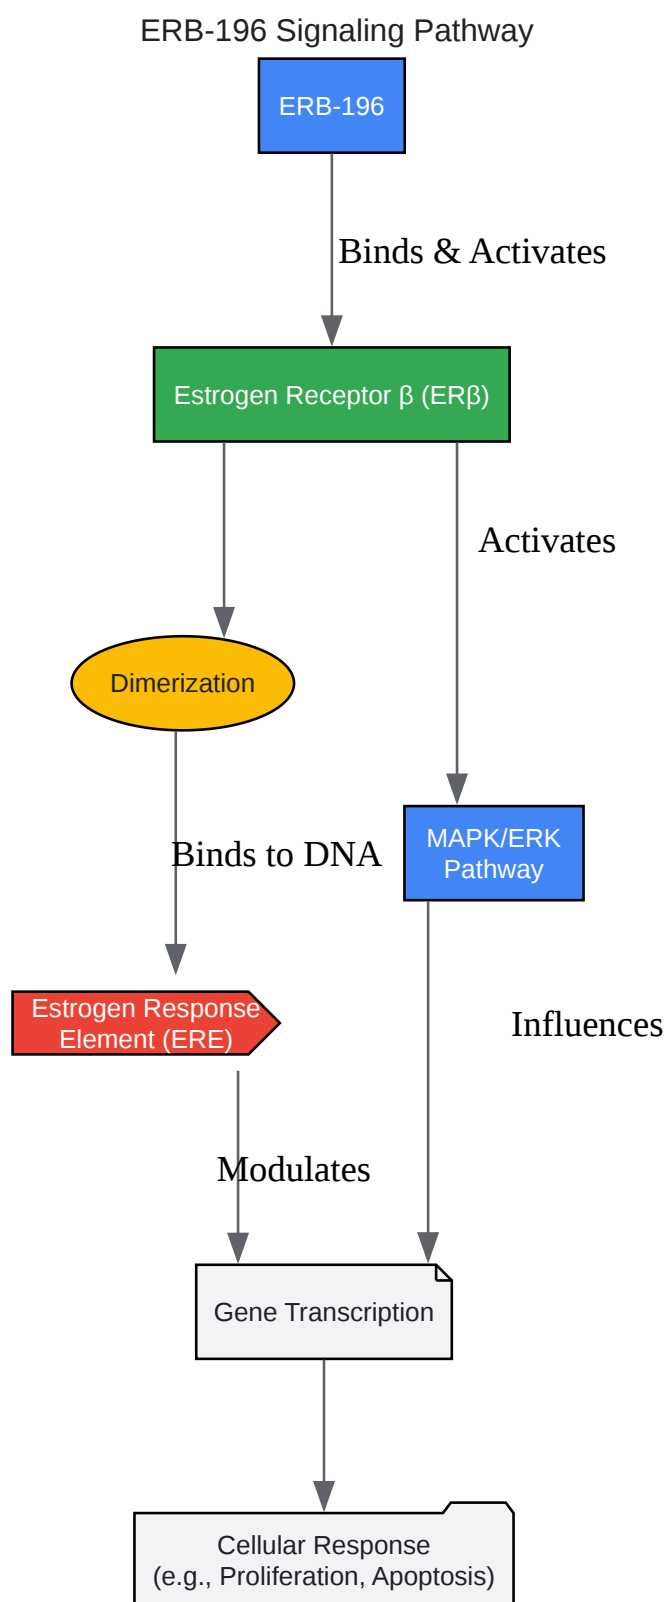 ERB-196 Signaling Pathway
ERB-196
Binds & Activates
Estrogen Receptor β (ERβ)
Activates
Dimerization
MAPK/ERK
Pathway
Binds to DNA
Estrogen Response
Element (ERE)
Influences
Modulates
Gene Transcription
Cellular Response
(e.g., Proliferation, Apoptosis)